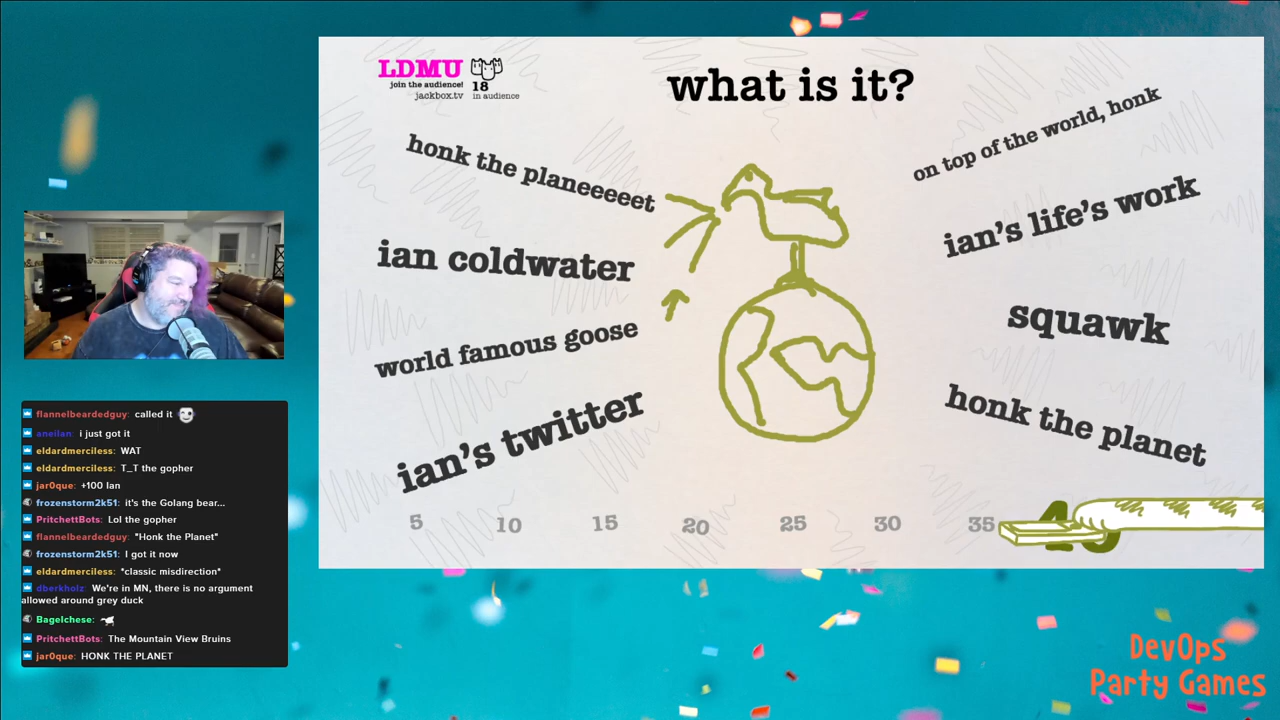 LDMU
join the audience!
jackbox.tv
18
in audience
what is it?
honk the planeeeeet
ian coldwater
world famous goose
ian's twitter
on top of the world, honk
ian's life's work
squawk
honk the planet
5 10 15 20 25 30 35
flannelbeardedguy: called it
aneilan: i just got it
eldardmerciless: WAT
eldardmerciless: T_T the gopher
jar0que: +100 Ian
frozenstorm2k51: it's the Golang bear...
PritchettBots: Lol the gopher
flannelbeardedguy: "Honk the Planet"
frozenstorm2k51: I got it now
eldardmerciless: *classic misdirection*
dberkholz: We're in MN, there is no argument
allowed around grey duck
Bagelchese:
PritchettBots: The Mountain View Bruins
jar0que: HONK THE PLANET
DevOps
Party Games